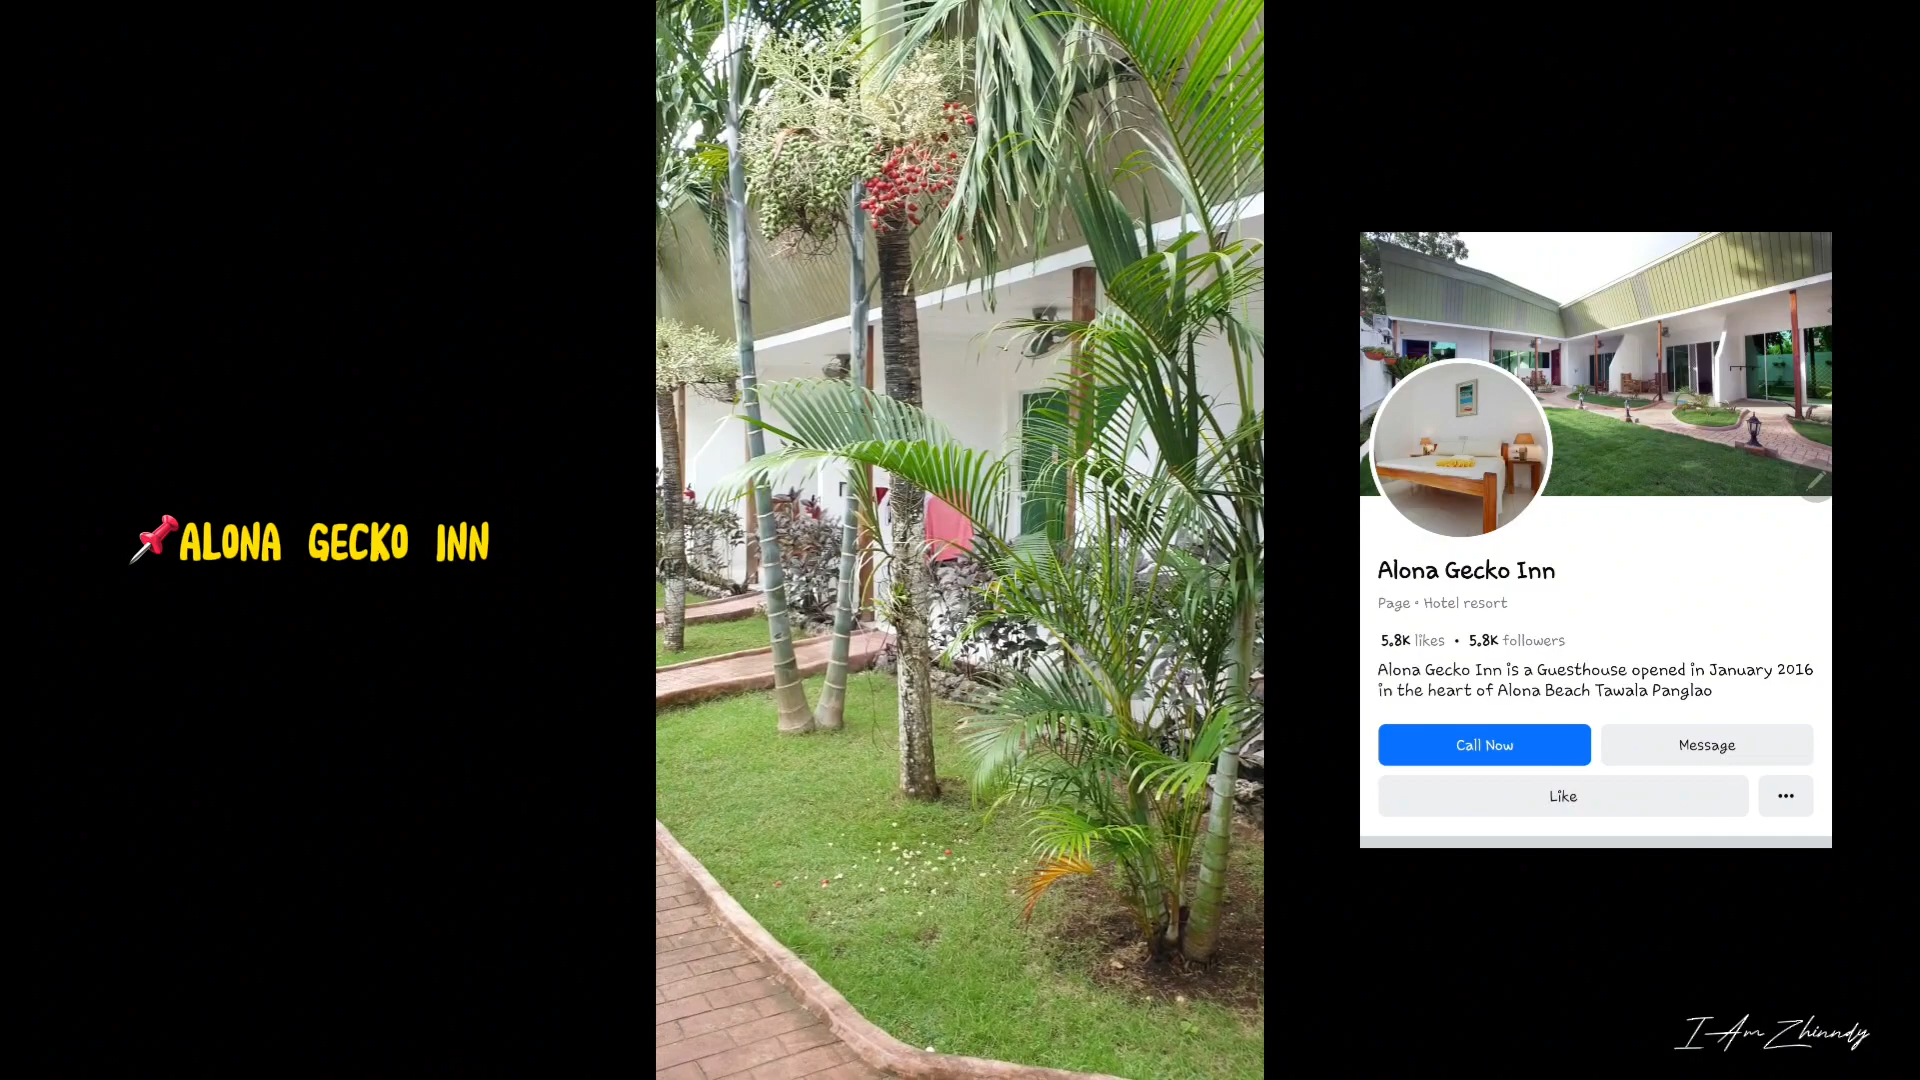 📌ALONA GECKO INN
Alona Gecko Inn
Page • Hotel resort
5.8K likes • 5.8K followers
Alona Gecko Inn is a Guesthouse opened in January 2016
in the heart of Alona Beach Tawala Panglao
Call Now
Message
Like
I Am Zhinndy